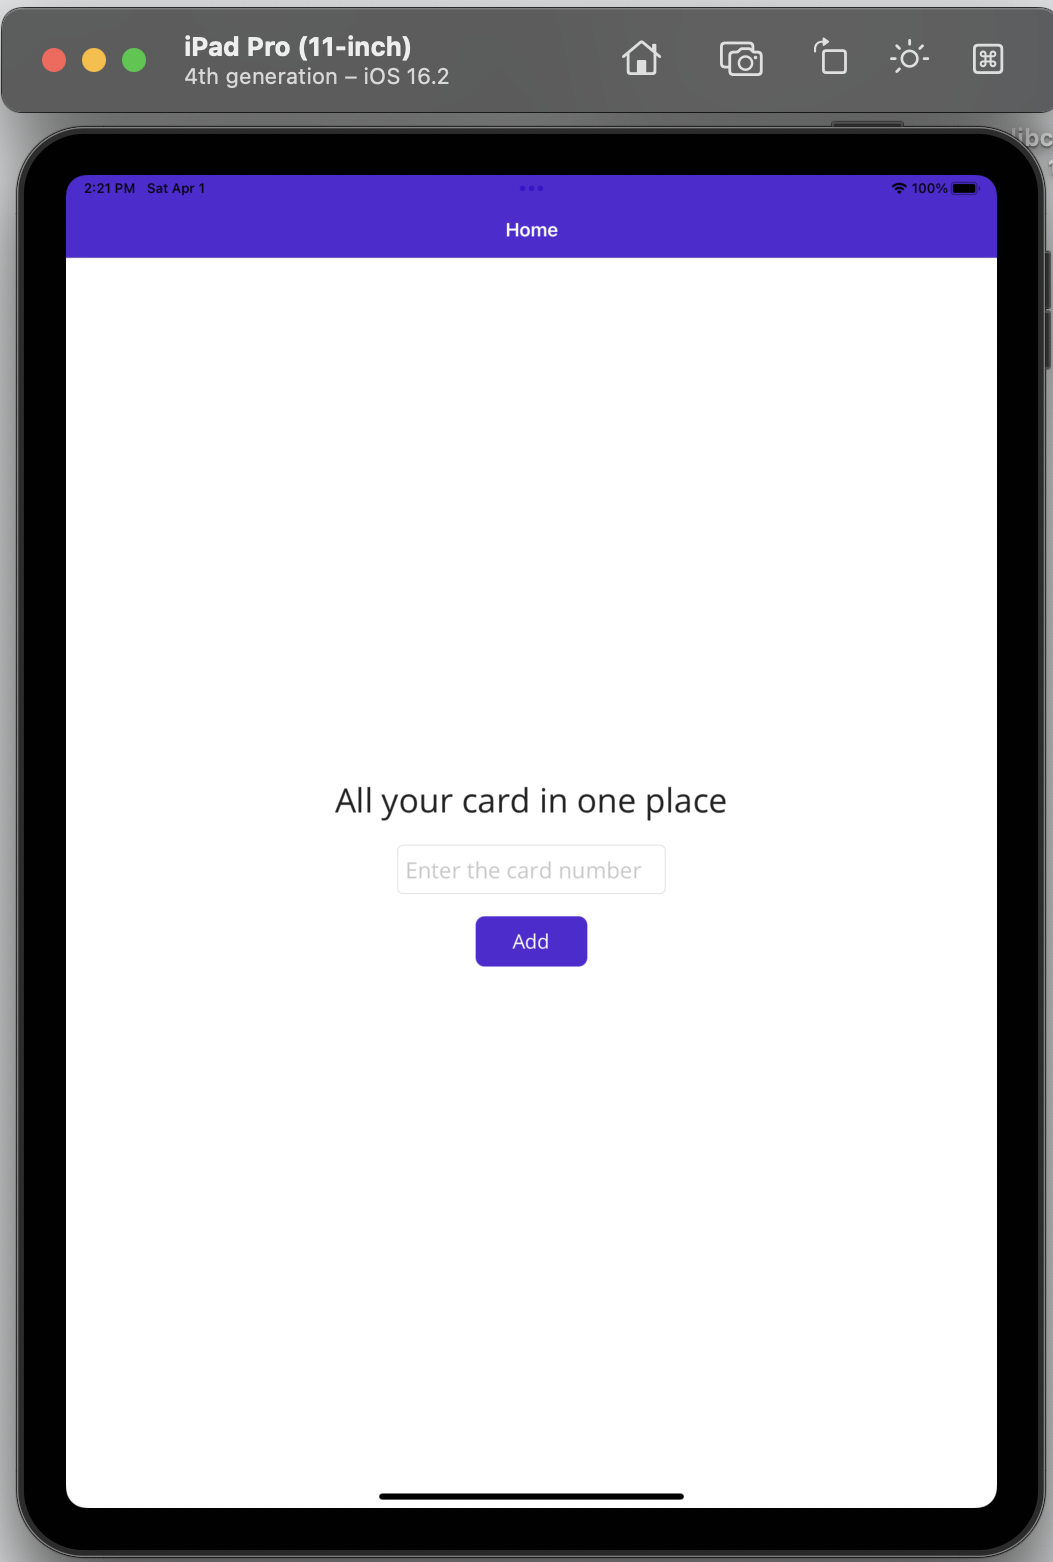 iPad Pro (11-inch)
4th generation – iOS 16.2
2:21 PM Sat Apr 1
100%
Home
All your card in one place
Enter the card number
Add